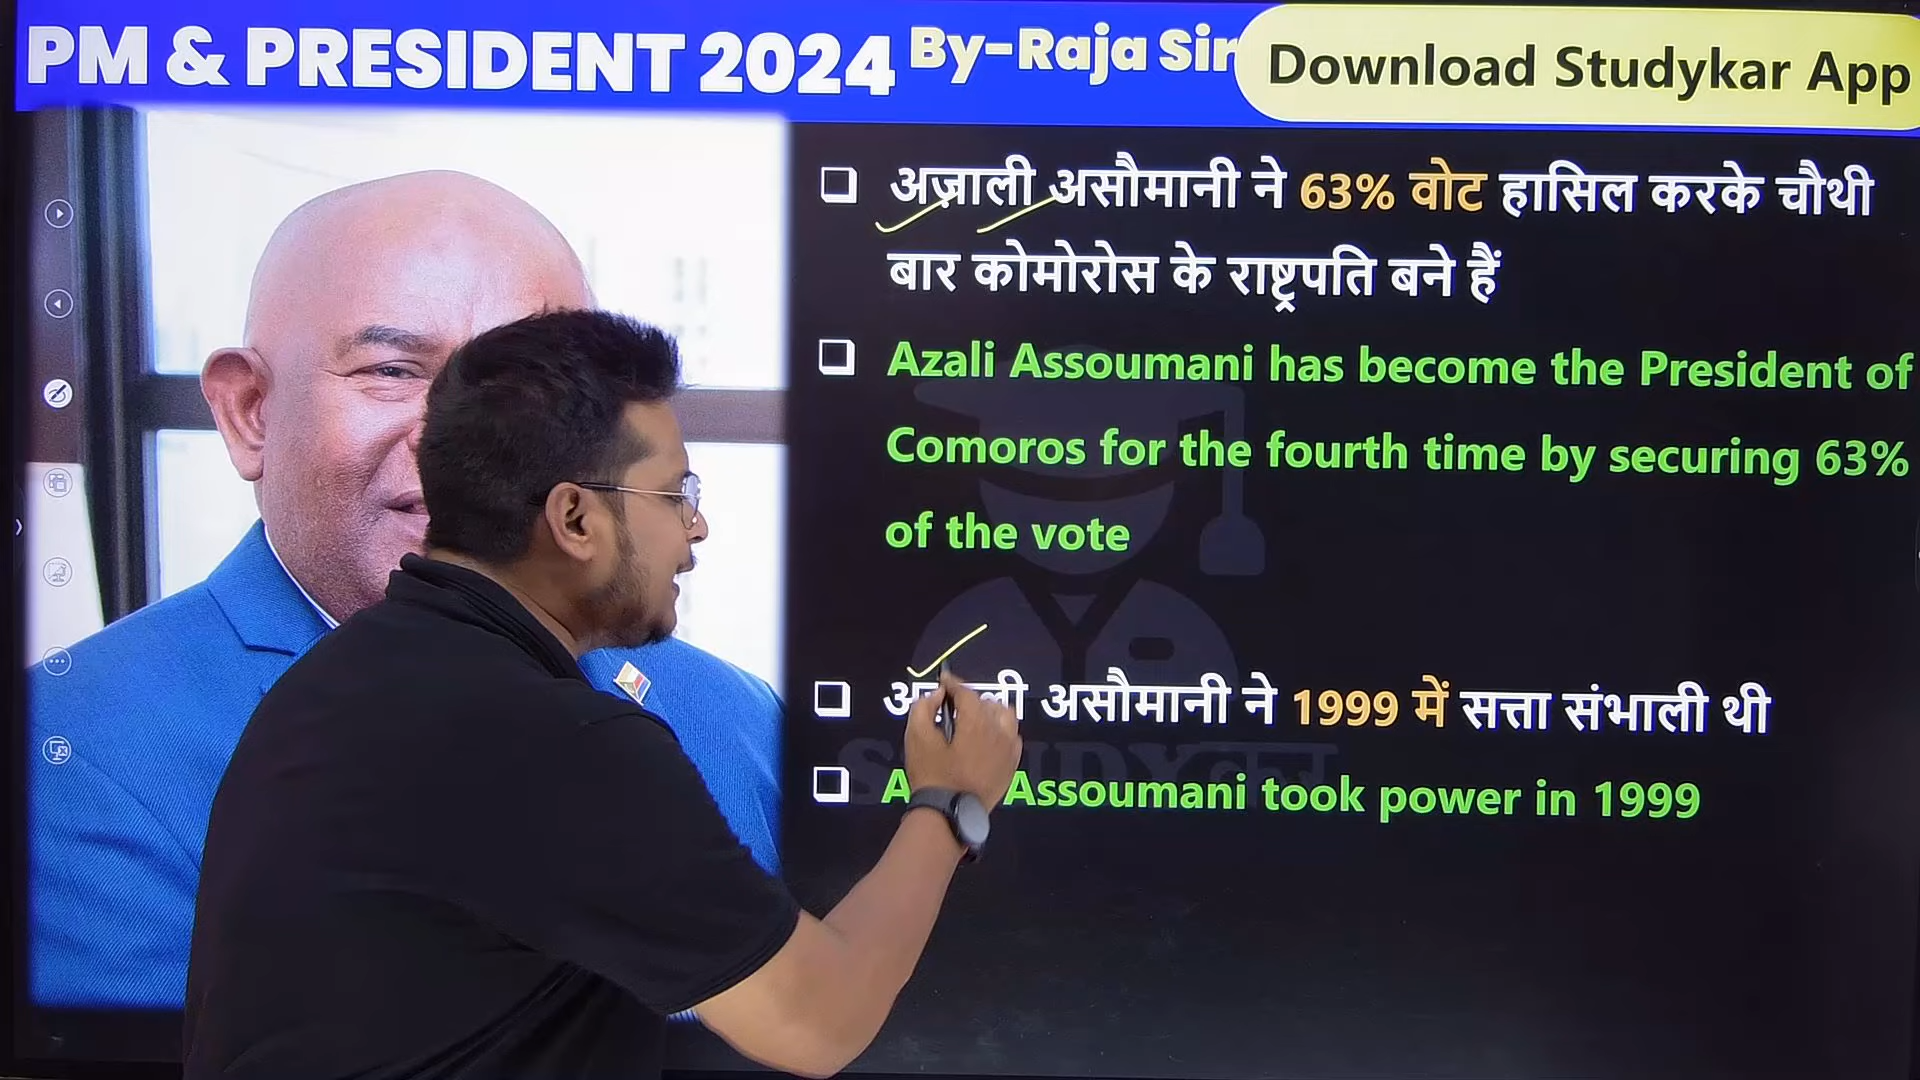 PM & PRESIDENT 2024 By-Raja Sir Download Studykar App
अज़ाली असौमानी ने 63% वोट हासिल करके चौथी
बार कोमोरोस के राष्ट्रपति बने हैं
Azali Assoumani has become the President of
Comoros for the fourth time by securing 63%
of the vote
असौमानी ने 1999 में सत्ता संभाली थी
Assoumani took power in 1999